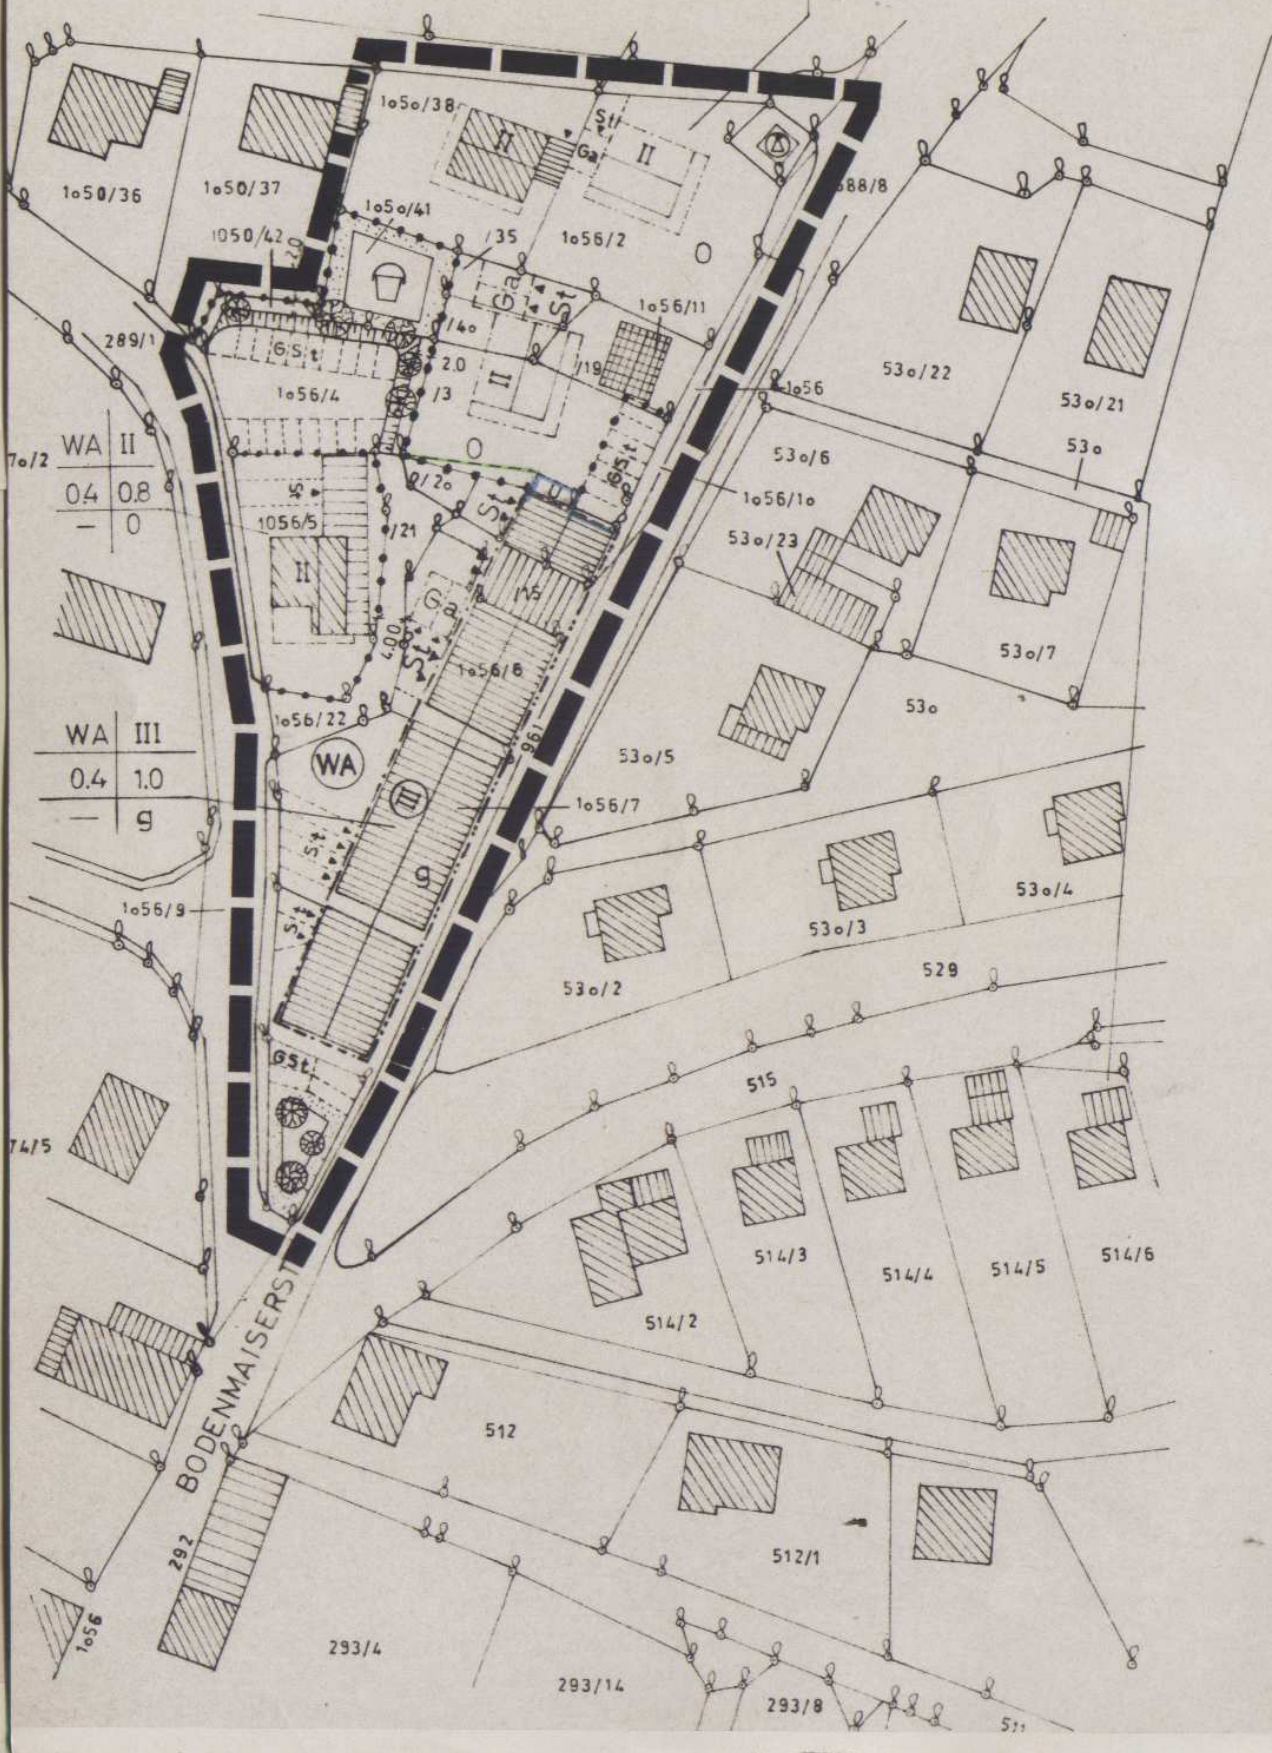 1o5o/38
1o5o/36
1o5o/37
1o5o/41
1050/42
2.0
II
St
Ga
II
/35
1o56/2
O
688/8
Ga
St
1o56/11
289/1
GSt
/4o
2.0
1o56/4
/3
II
/19
1o56
53o/22
53o/21
53o
53o/6
7o/2
WA II
0.4 0.8
— O
St
1056/5
II
/2o
/21
O
St
GSt
1o56/1o
53o/23
53o/7
/15
Ga
St
4.00
1o56/6
53o
1o56/22
WA III
0.4 1.0
— g
WA
III
961
53o/5
1o56/7
St
g
St
1o56/9
53o/4
53o/3
53o/2
529
GSt
515
74/5
514/3
514/4
514/5
514/6
514/2
BODENMAISERST
512
512/1
292
1o56
293/4
293/14
293/8
511